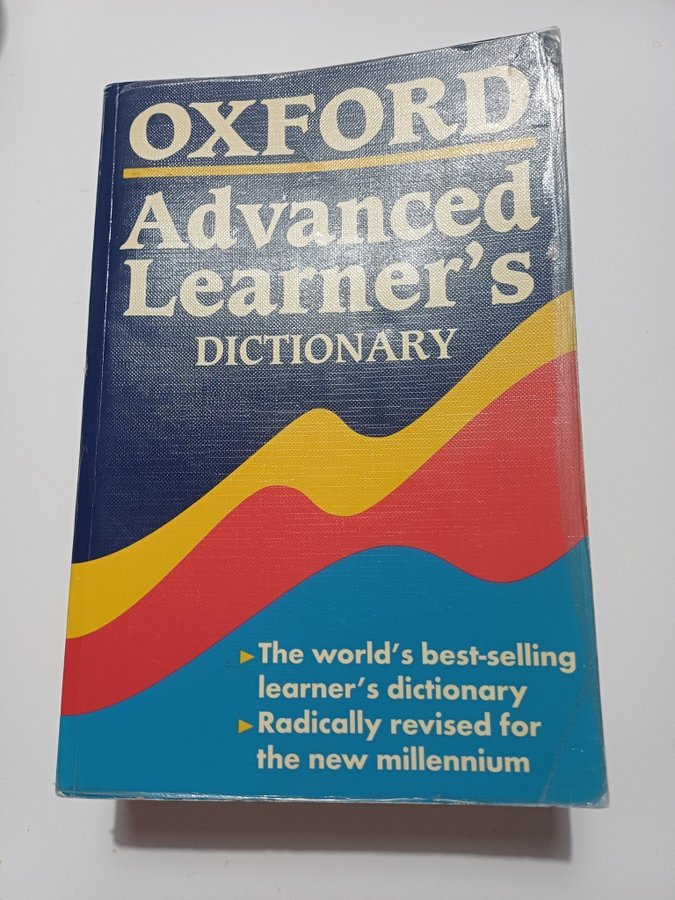 OXFORD
Advanced
Learner's
DICTIONARY
The world's best-selling
learner's dictionary
Radically revised for
the new millennium